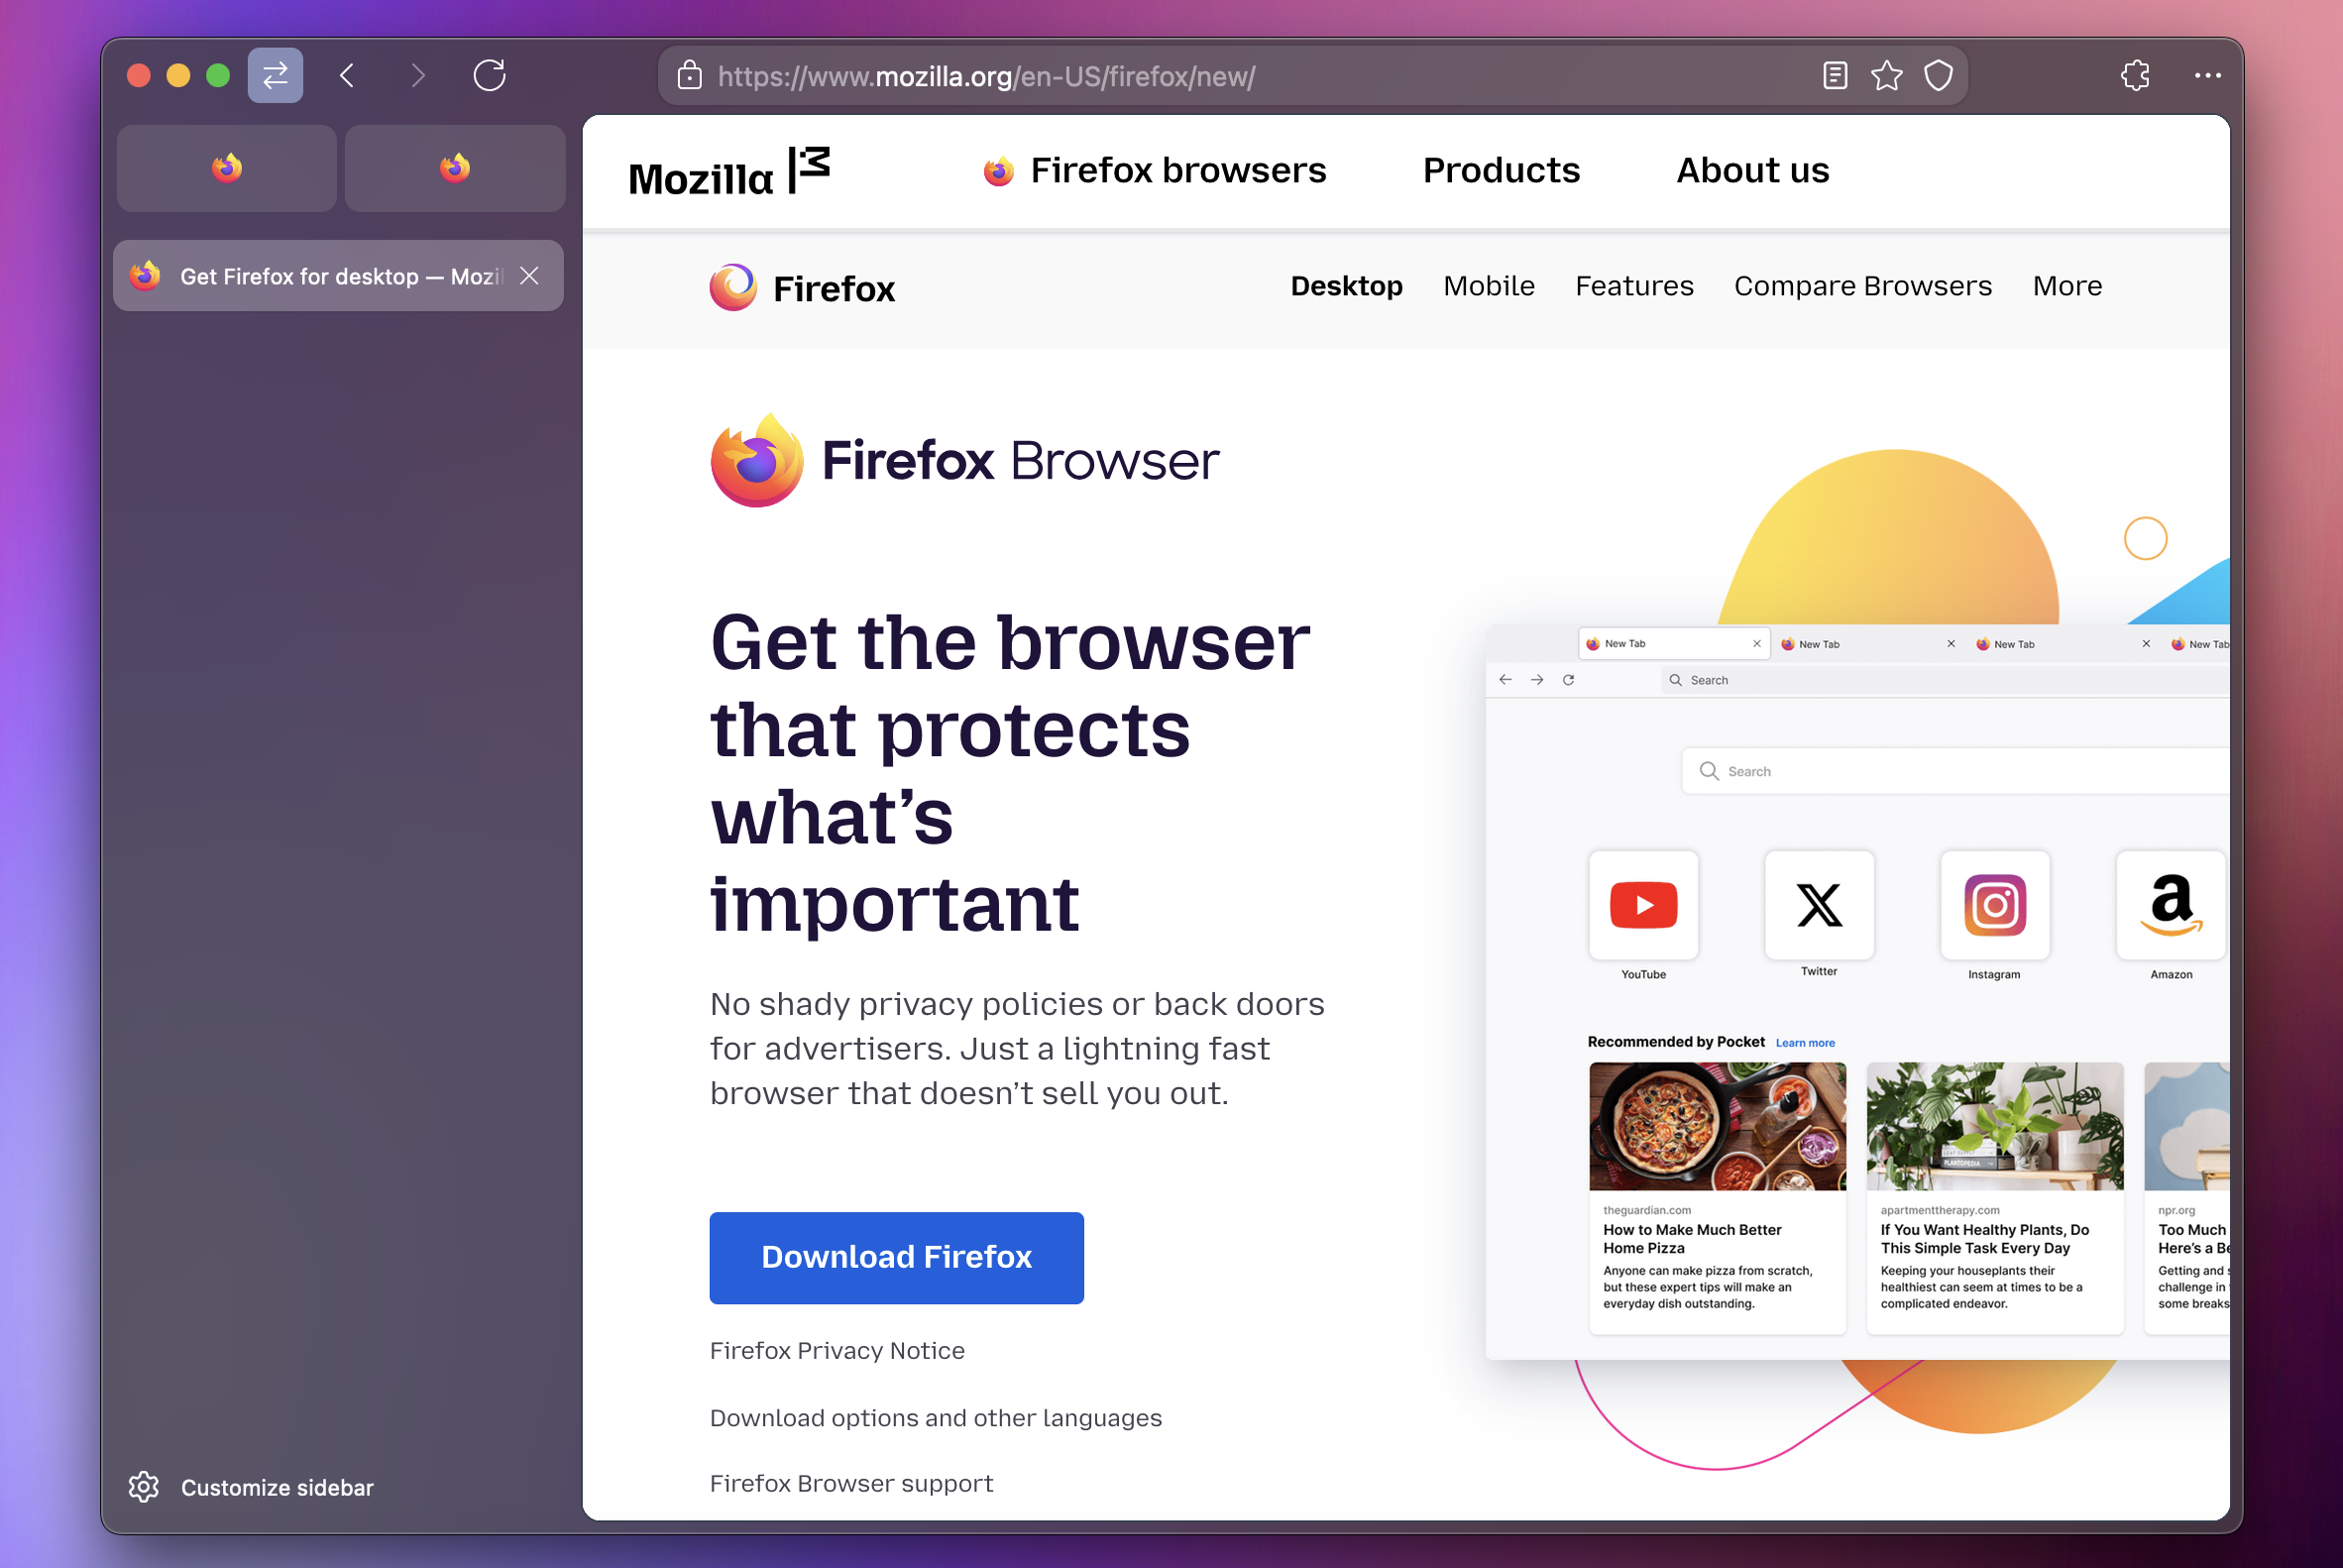 https://www.mozilla.org/en-US/firefox/new/
Get Firefox for desktop — Mozil
Customize sidebar
Mozilla
Firefox browsers
Products
About us
Firefox
Desktop
Mobile
Features
Compare Browsers
More
Firefox Browser
Get the browser
that protects
what’s
important
No shady privacy policies or back doors
for advertisers. Just a lightning fast
browser that doesn’t sell you out.
Download Firefox
Firefox Privacy Notice
Download options and other languages
Firefox Browser support
New Tab
New Tab
New Tab
New Tab
Search
Search
YouTube
Twitter
Instagram
Amazon
Recommended by Pocket Learn more
theguardian.com
How to Make Much Better
Home Pizza
Anyone can make pizza from scratch,
but these expert tips will make an
everyday dish outstanding.
PLANTOPEDIA
apartmenttherapy.com
If You Want Healthy Plants, Do
This Simple Task Every Day
Keeping your houseplants their
healthiest can seem at times to be a
complicated endeavor.
npr.org
Too Much
Here’s a Be
Getting and s
challenge in
some breaks